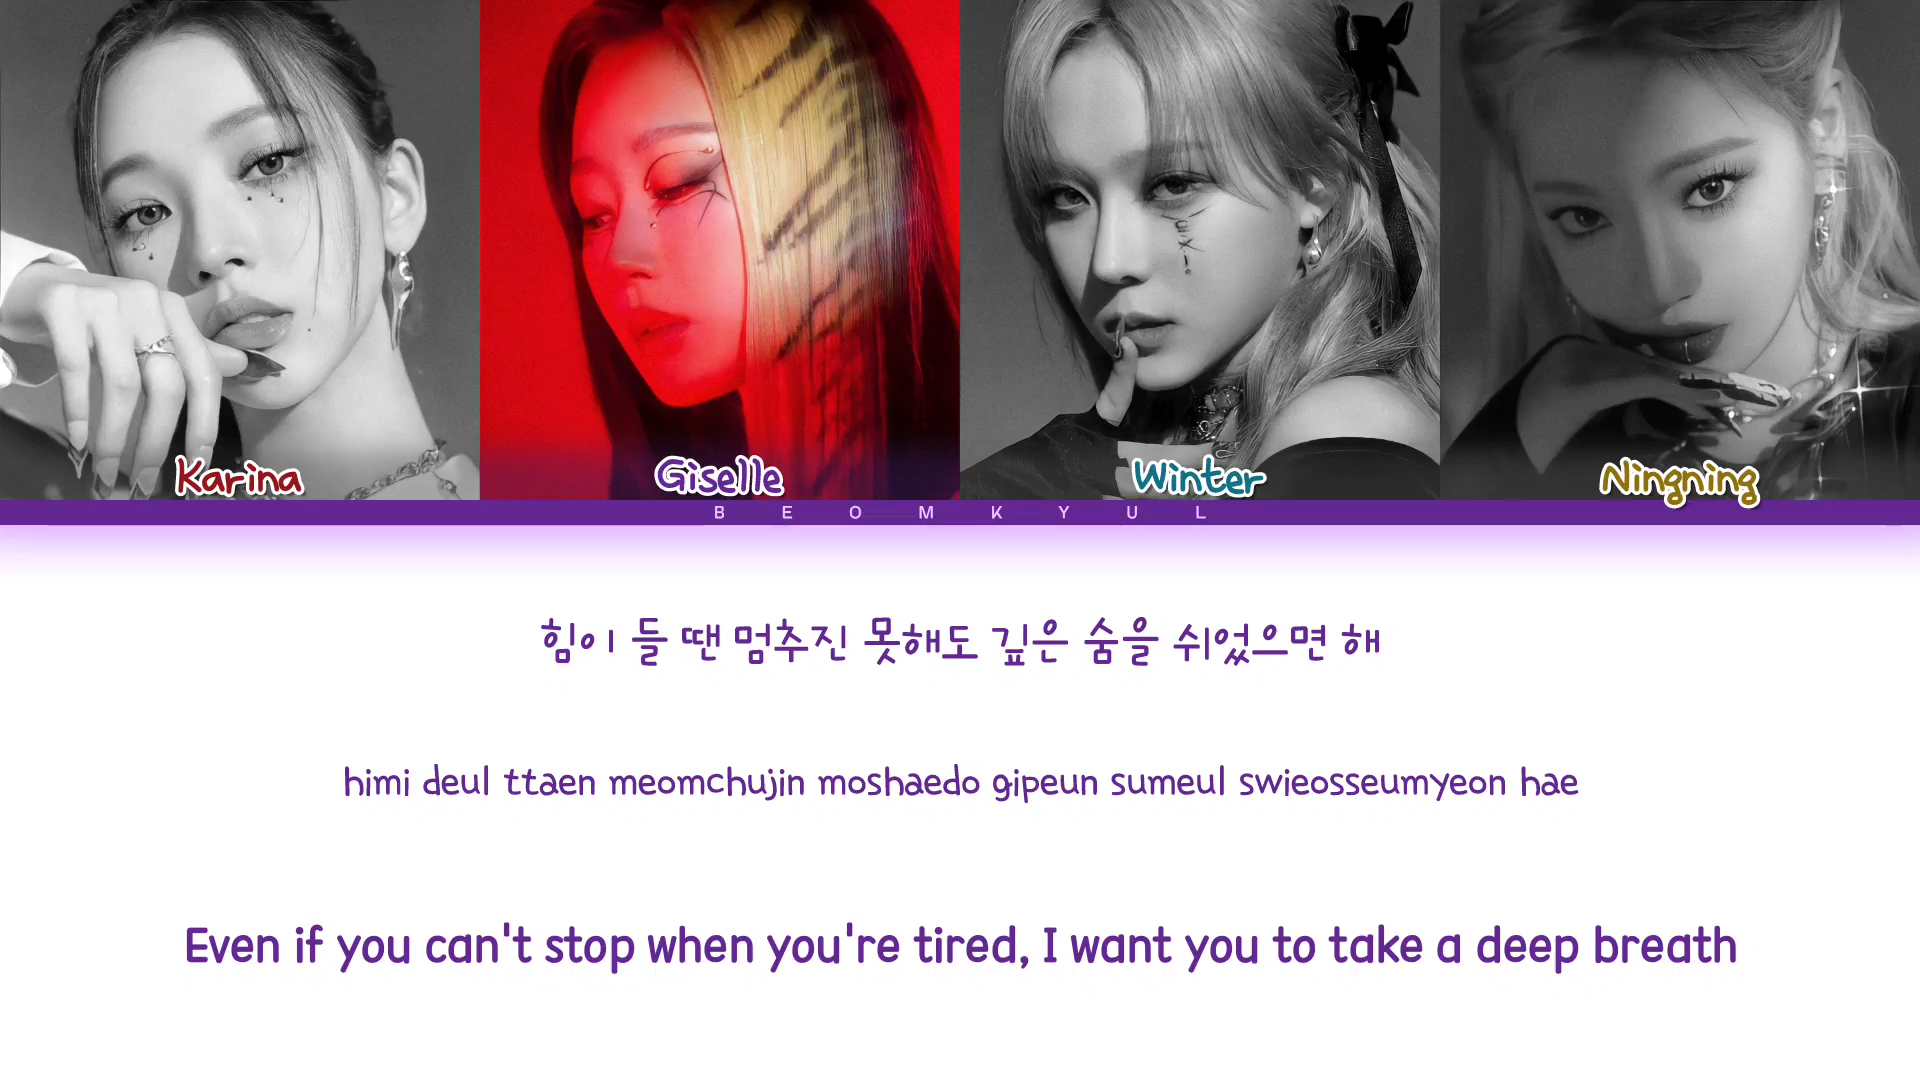 Karina
Giselle
Winter
Ningning
BEOMKYUL
힘이 들 땐 멈추진 못해도 깊은 숨을 쉬었으면 해
himi deul ttaen meomchujin moshaedo gipeun sumeul swieosseumyeon hae
Even if you can't stop when you're tired, I want you to take a deep breath